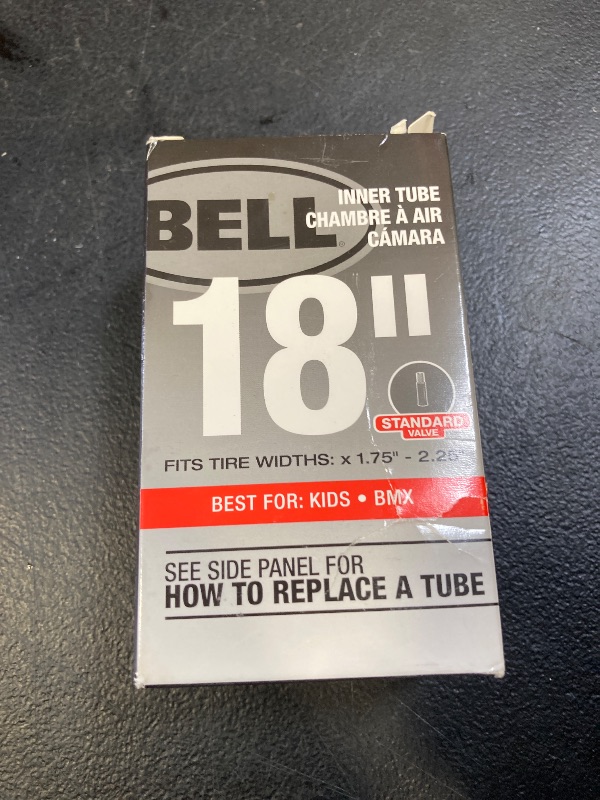 BELL
INNER TUBE
CHAMBRE À AIR
CÁMARA
18"
STANDARD
VALVE
FITS TIRE WIDTHS: x 1.75" - 2.25"
BEST FOR: KIDS • BMX
SEE SIDE PANEL FOR
HOW TO REPLACE A TUBE